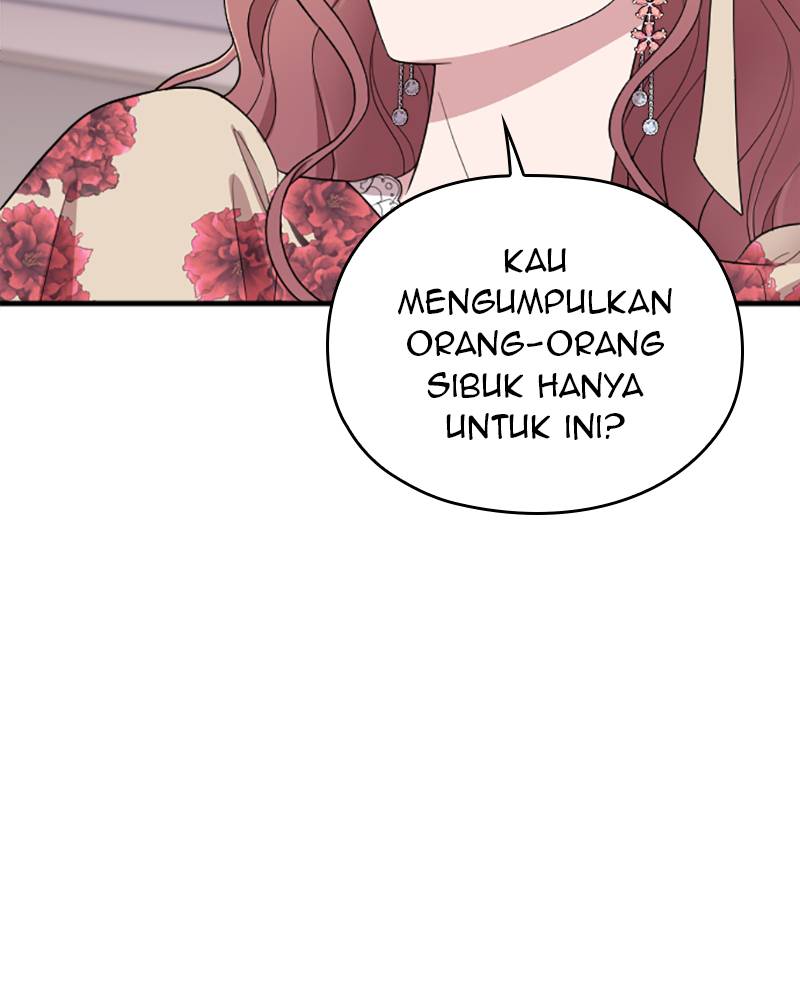 KAU
MENGUMPULKAN
ORANG-ORANG
SIBUK HANYA
UNTUK INI?